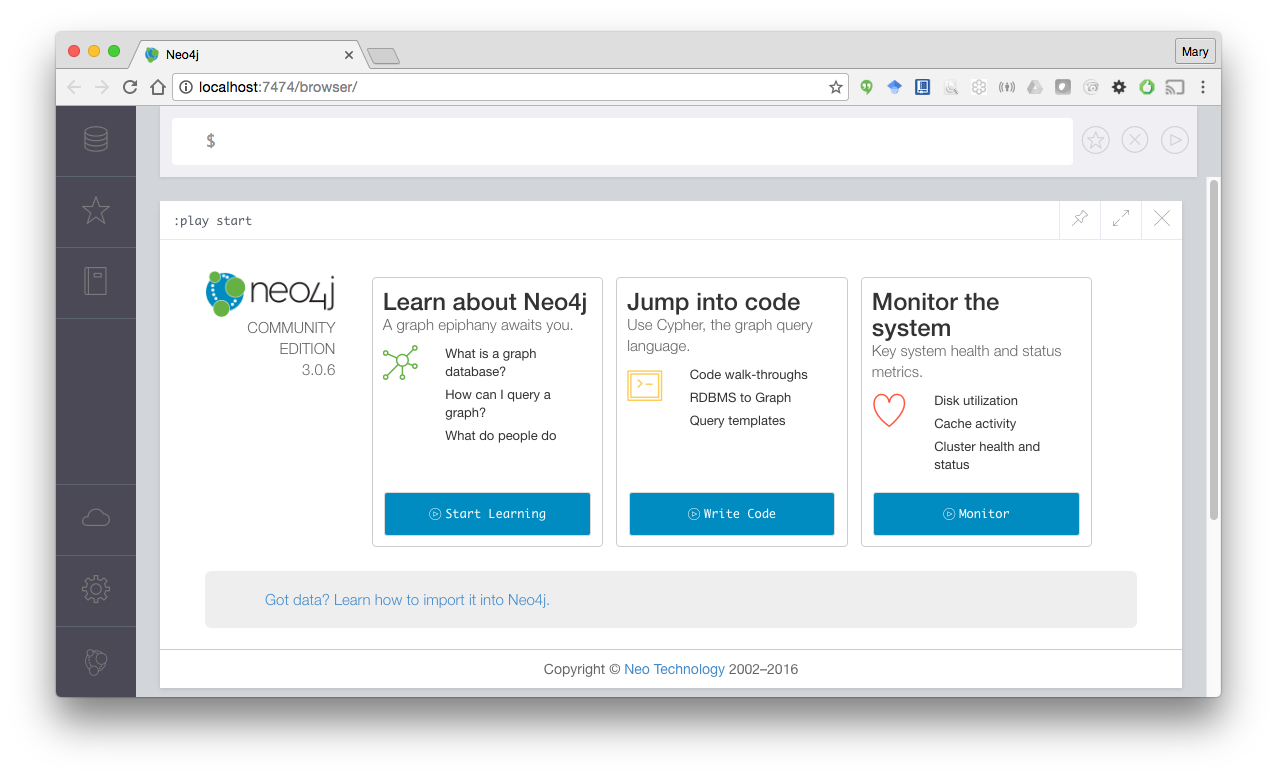 Neo4j
Mary
localhost:7474/browser/
$
:play start
neo4j
COMMUNITY
EDITION
3.0.6
Learn about Neo4j
A graph epiphany awaits you.
What is a graph
database?
How can I query a
graph?
What do people do
Start Learning
Jump into code
Use Cypher, the graph query
language.
Code walk-throughs
RDBMS to Graph
Query templates
Write Code
Monitor the
system
Key system health and status
metrics.
Disk utilization
Cache activity
Cluster health and
status
Monitor
Got data? Learn how to import it into Neo4j.
Copyright © Neo Technology 2002–2016